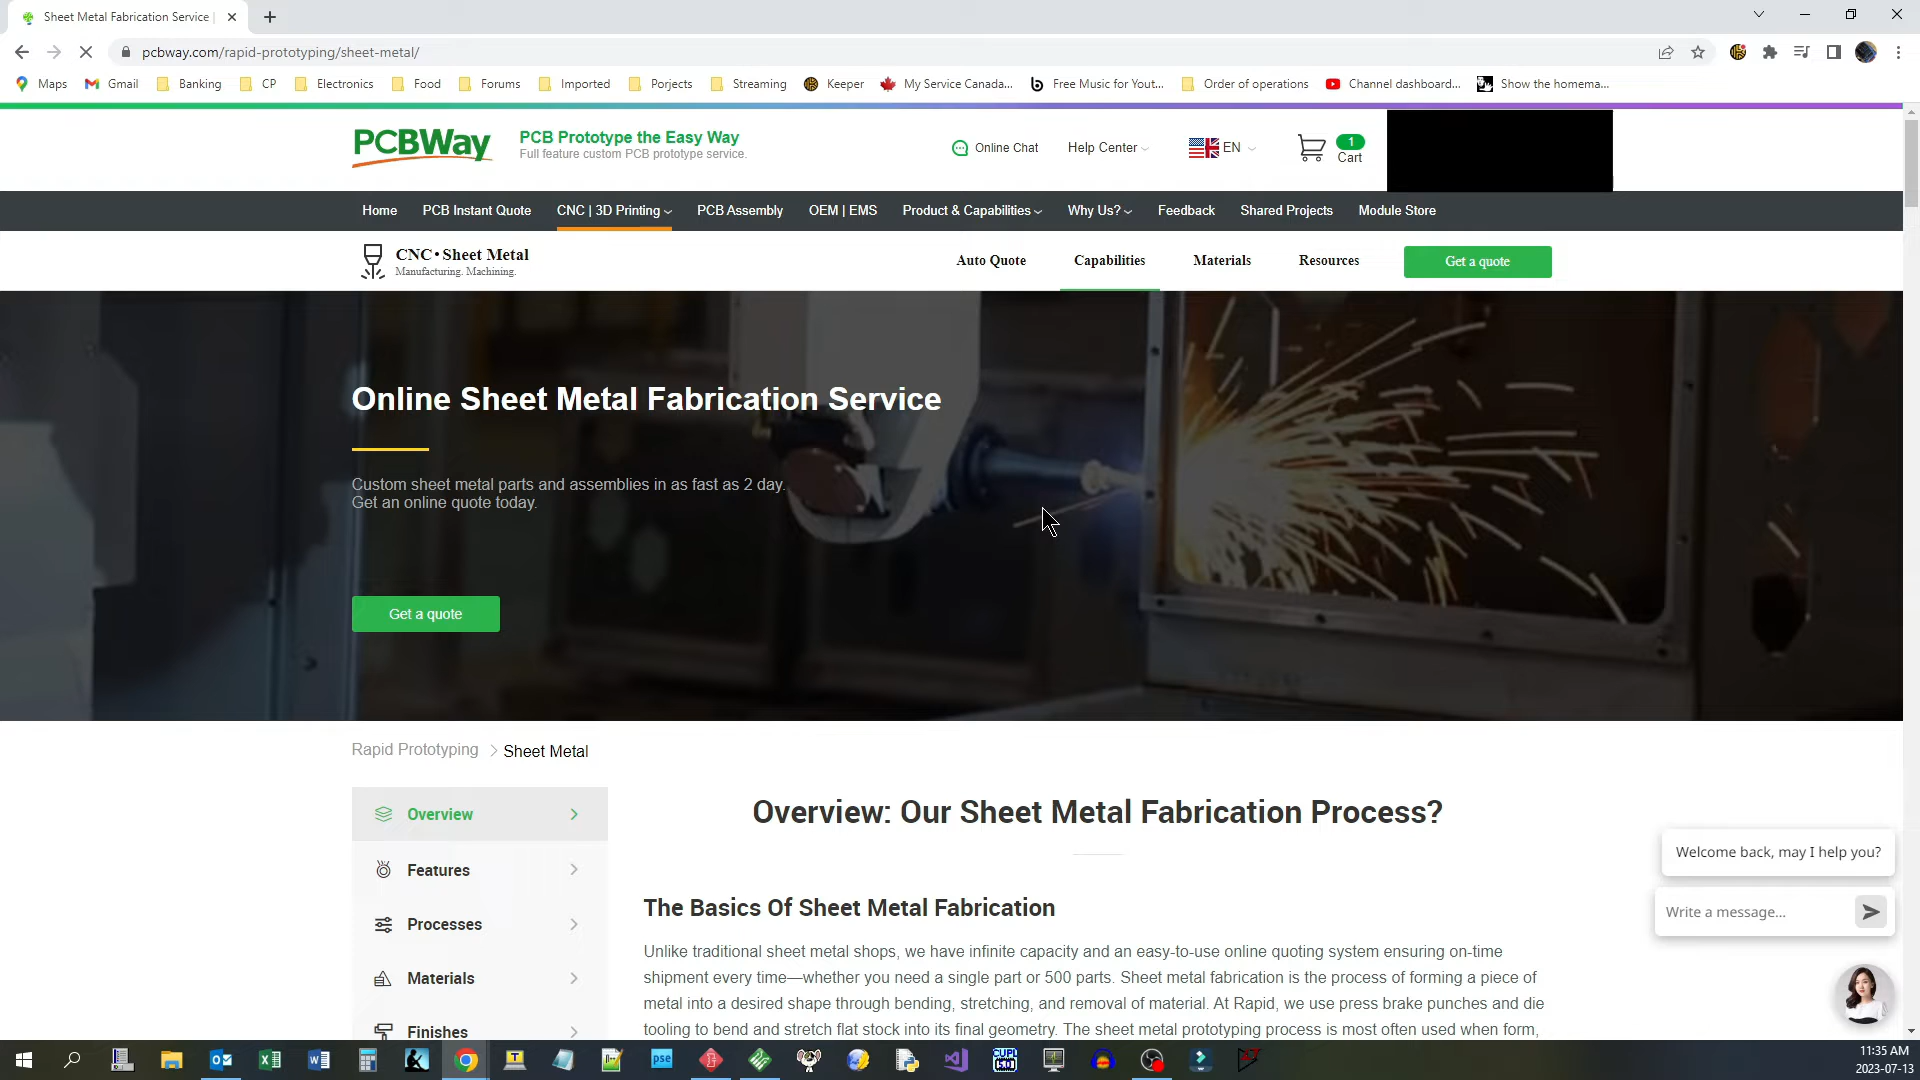 Sheet Metal Fabrication Service |
pcbway.com/rapid-prototyping/sheet-metal/
Maps Gmail Banking CP Electronics Food Forums Imported Porjects Streaming Keeper My Service Canada... Free Music for Yout... Order of operations Channel dashboard... Show the homema...
PCBWay
PCB Prototype the Easy Way
Full feature custom PCB prototype service.
Online Chat Help Center EN 1 Cart
Home PCB Instant Quote CNC | 3D Printing PCB Assembly OEM | EMS Product & Capabilities Why Us? Feedback Shared Projects Module Store
CNC•Sheet Metal
Manufacturing. Machining.
Auto Quote Capabilities Materials Resources Get a quote
Online Sheet Metal Fabrication Service
Custom sheet metal parts and assemblies in as fast as 2 day.
Get an online quote today.
Get a quote
Rapid Prototyping > Sheet Metal
Overview
Features
Processes
Materials
Finishes
Overview: Our Sheet Metal Fabrication Process?
The Basics Of Sheet Metal Fabrication
Unlike traditional sheet metal shops, we have infinite capacity and an easy-to-use online quoting system ensuring on-time
shipment every time—whether you need a single part or 500 parts. Sheet metal fabrication is the process of forming a piece of
metal into a desired shape through bending, stretching, and removal of material. At Rapid, we use press brake punches and die
tooling to bend and stretch flat stock into its final geometry. The sheet metal prototyping process is most often used when form,
Welcome back, may I help you?
Write a message...
pse
11:35 AM
2023-07-13